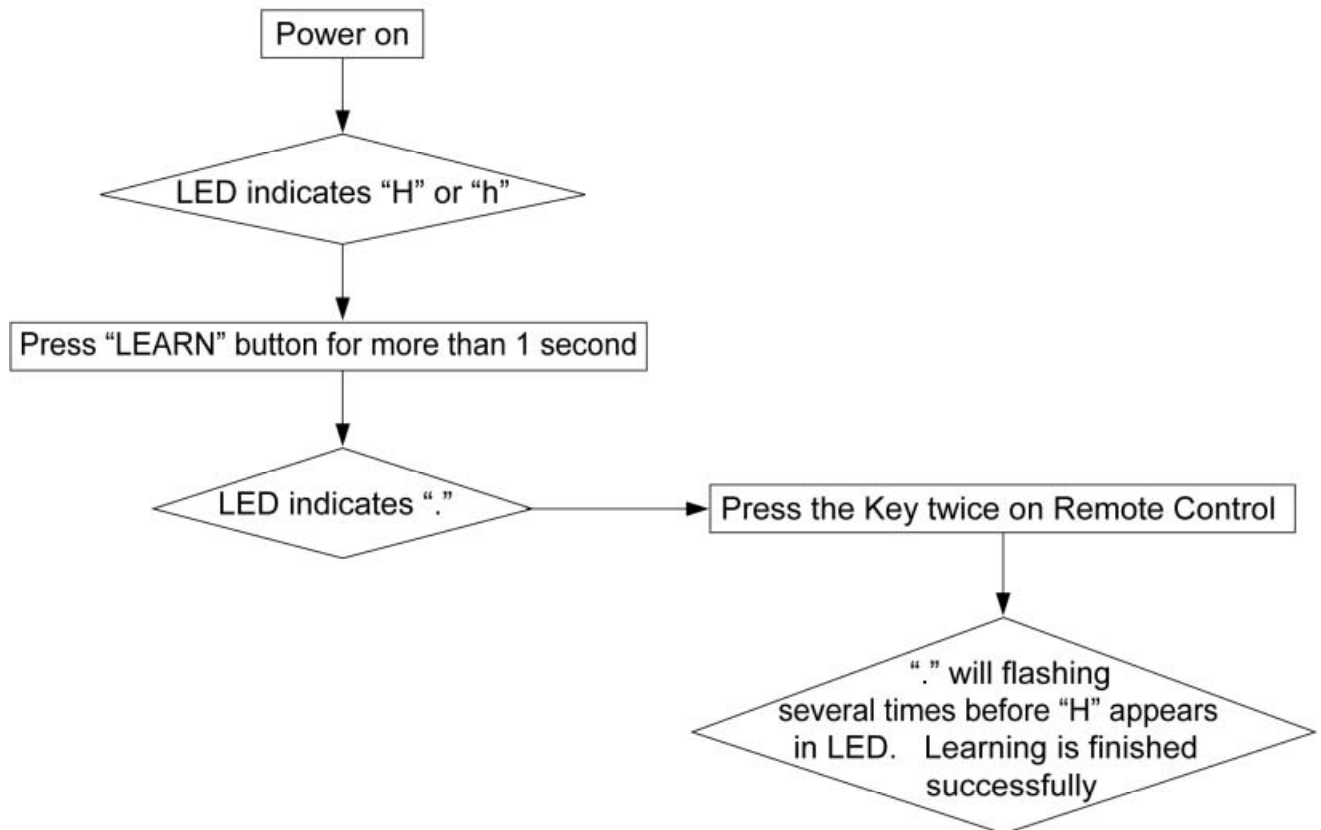 Power on
LED indicates “H” or “h”
Press “LEARN” button for more than 1 second
LED indicates “.”
Press the Key twice on Remote Control
“.” will flashing
several times before “H” appears
in LED. Learning is finished
successfully